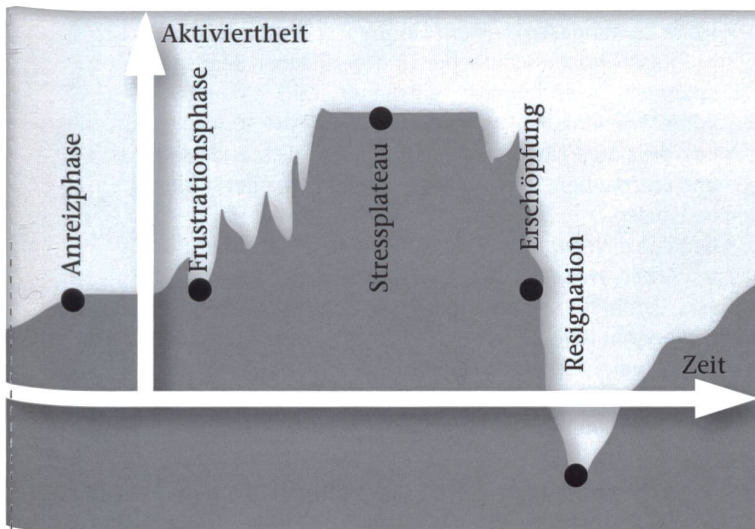 Aktiviertheit
Anreizphase
Frustrationsphase
Stressplateau
Erschöpfung
Resignation
Zeit